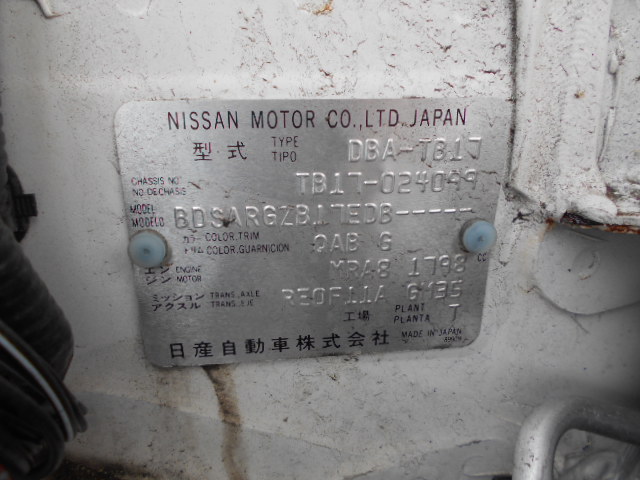 NISSAN MOTOR CO.,LTD.JAPAN
型式 TYPE TIPO DBA-TB17
CHASSIS NO NO.DE CHASIS TB17-024099
MODEL MODELO BDSARGZB17EDB-----
カラー COLOR,TRIM
トリム COLOR,GUARNICION QAB G
エンジン ENGINE MOTOR MRA8 1798 cc
ミッション アクスル TRANS.,AXLE TRANS.,EJE RE0F11A GM35
工場 PLANT PLANTA T
日産自動車株式会社 MADE IN JAPAN